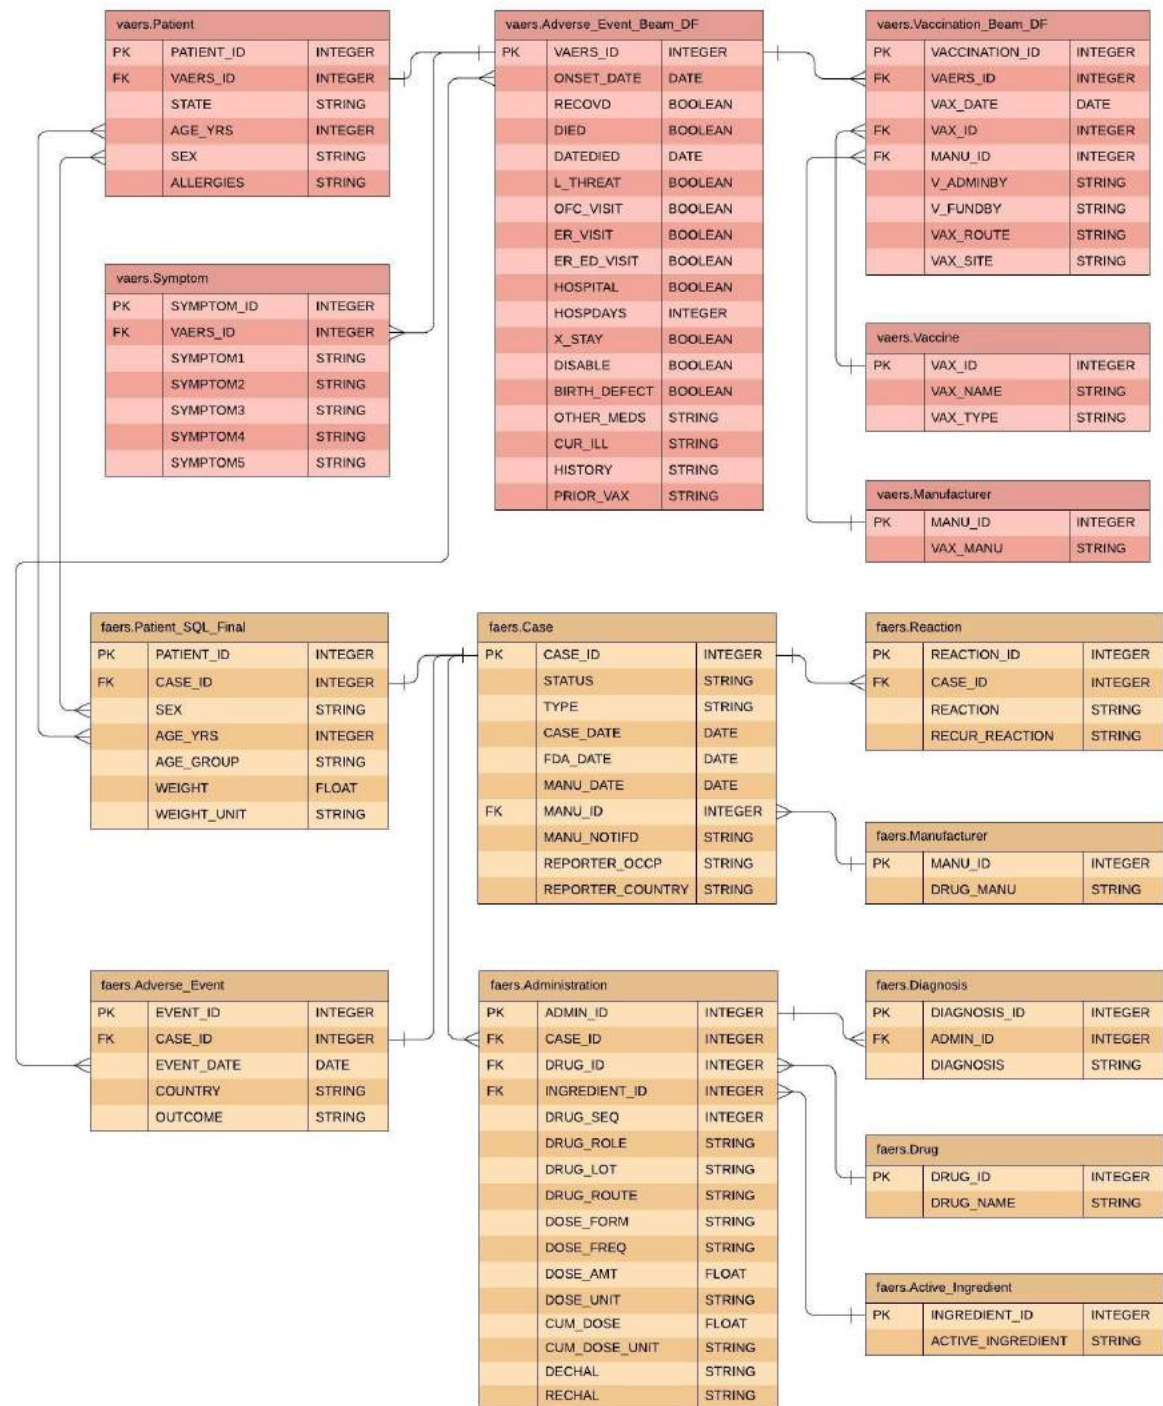 vaers.Patient
PK PATIENT_ID INTEGER
FK VAERS_ID INTEGER
STATE STRING
AGE_YRS INTEGER
SEX STRING
ALLERGIES STRING
vaers.Symptom
PK SYMPTOM_ID INTEGER
FK VAERS_ID INTEGER
SYMPTOM1 STRING
SYMPTOM2 STRING
SYMPTOM3 STRING
SYMPTOM4 STRING
SYMPTOM5 STRING
vaers.Adverse_Event_Beam_DF
PK VAERS_ID INTEGER
ONSET_DATE DATE
RECOVD BOOLEAN
DIED BOOLEAN
DATEDIED DATE
L_THREAT BOOLEAN
OFC_VISIT BOOLEAN
ER_VISIT BOOLEAN
ER_ED_VISIT BOOLEAN
HOSPITAL BOOLEAN
HOSPDAYS INTEGER
X_STAY BOOLEAN
DISABLE BOOLEAN
BIRTH_DEFECT BOOLEAN
OTHER_MEDS STRING
CUR_ILL STRING
HISTORY STRING
PRIOR_VAX STRING
vaers.Vaccination_Beam_DF
PK VACCINATION_ID INTEGER
FK VAERS_ID INTEGER
VAX_DATE DATE
FK VAX_ID INTEGER
FK MANU_ID INTEGER
V_ADMINBY STRING
V_FUNDBY STRING
VAX_ROUTE STRING
VAX_SITE STRING
vaers.Vaccine
PK VAX_ID INTEGER
VAX_NAME STRING
VAX_TYPE STRING
vaers.Manufacturer
PK MANU_ID INTEGER
VAX_MANU STRING
faers.Patient_SQL_Final
PK PATIENT_ID INTEGER
FK CASE_ID INTEGER
SEX STRING
AGE_YRS INTEGER
AGE_GROUP STRING
WEIGHT FLOAT
WEIGHT_UNIT STRING
faers.Case
PK CASE_ID INTEGER
STATUS STRING
TYPE STRING
CASE_DATE DATE
FDA_DATE DATE
MANU_DATE DATE
FK MANU_ID INTEGER
MANU_NOTIFD STRING
REPORTER_OCCP STRING
REPORTER_COUNTRY STRING
faers.Reaction
PK REACTION_ID INTEGER
FK CASE_ID INTEGER
REACTION STRING
RECUR_REACTION STRING
faers.Manufacturer
PK MANU_ID INTEGER
DRUG_MANU STRING
faers.Adverse_Event
PK EVENT_ID INTEGER
FK CASE_ID INTEGER
EVENT_DATE DATE
COUNTRY STRING
OUTCOME STRING
faers.Administration
PK ADMIN_ID INTEGER
FK CASE_ID INTEGER
FK DRUG_ID INTEGER
FK INGREDIENT_ID INTEGER
DRUG_SEQ INTEGER
DRUG_ROLE STRING
DRUG_LOT STRING
DRUG_ROUTE STRING
DOSE_FORM STRING
DOSE_FREQ STRING
DOSE_AMT FLOAT
DOSE_UNIT STRING
CUM_DOSE FLOAT
CUM_DOSE_UNIT STRING
DECHAL STRING
RECHAL STRING
faers.Diagnosis
PK DIAGNOSIS_ID INTEGER
FK ADMIN_ID INTEGER
DIAGNOSIS STRING
faers.Drug
PK DRUG_ID INTEGER
DRUG_NAME STRING
faers.Active_Ingredient
PK INGREDIENT_ID INTEGER
ACTIVE_INGREDIENT STRING